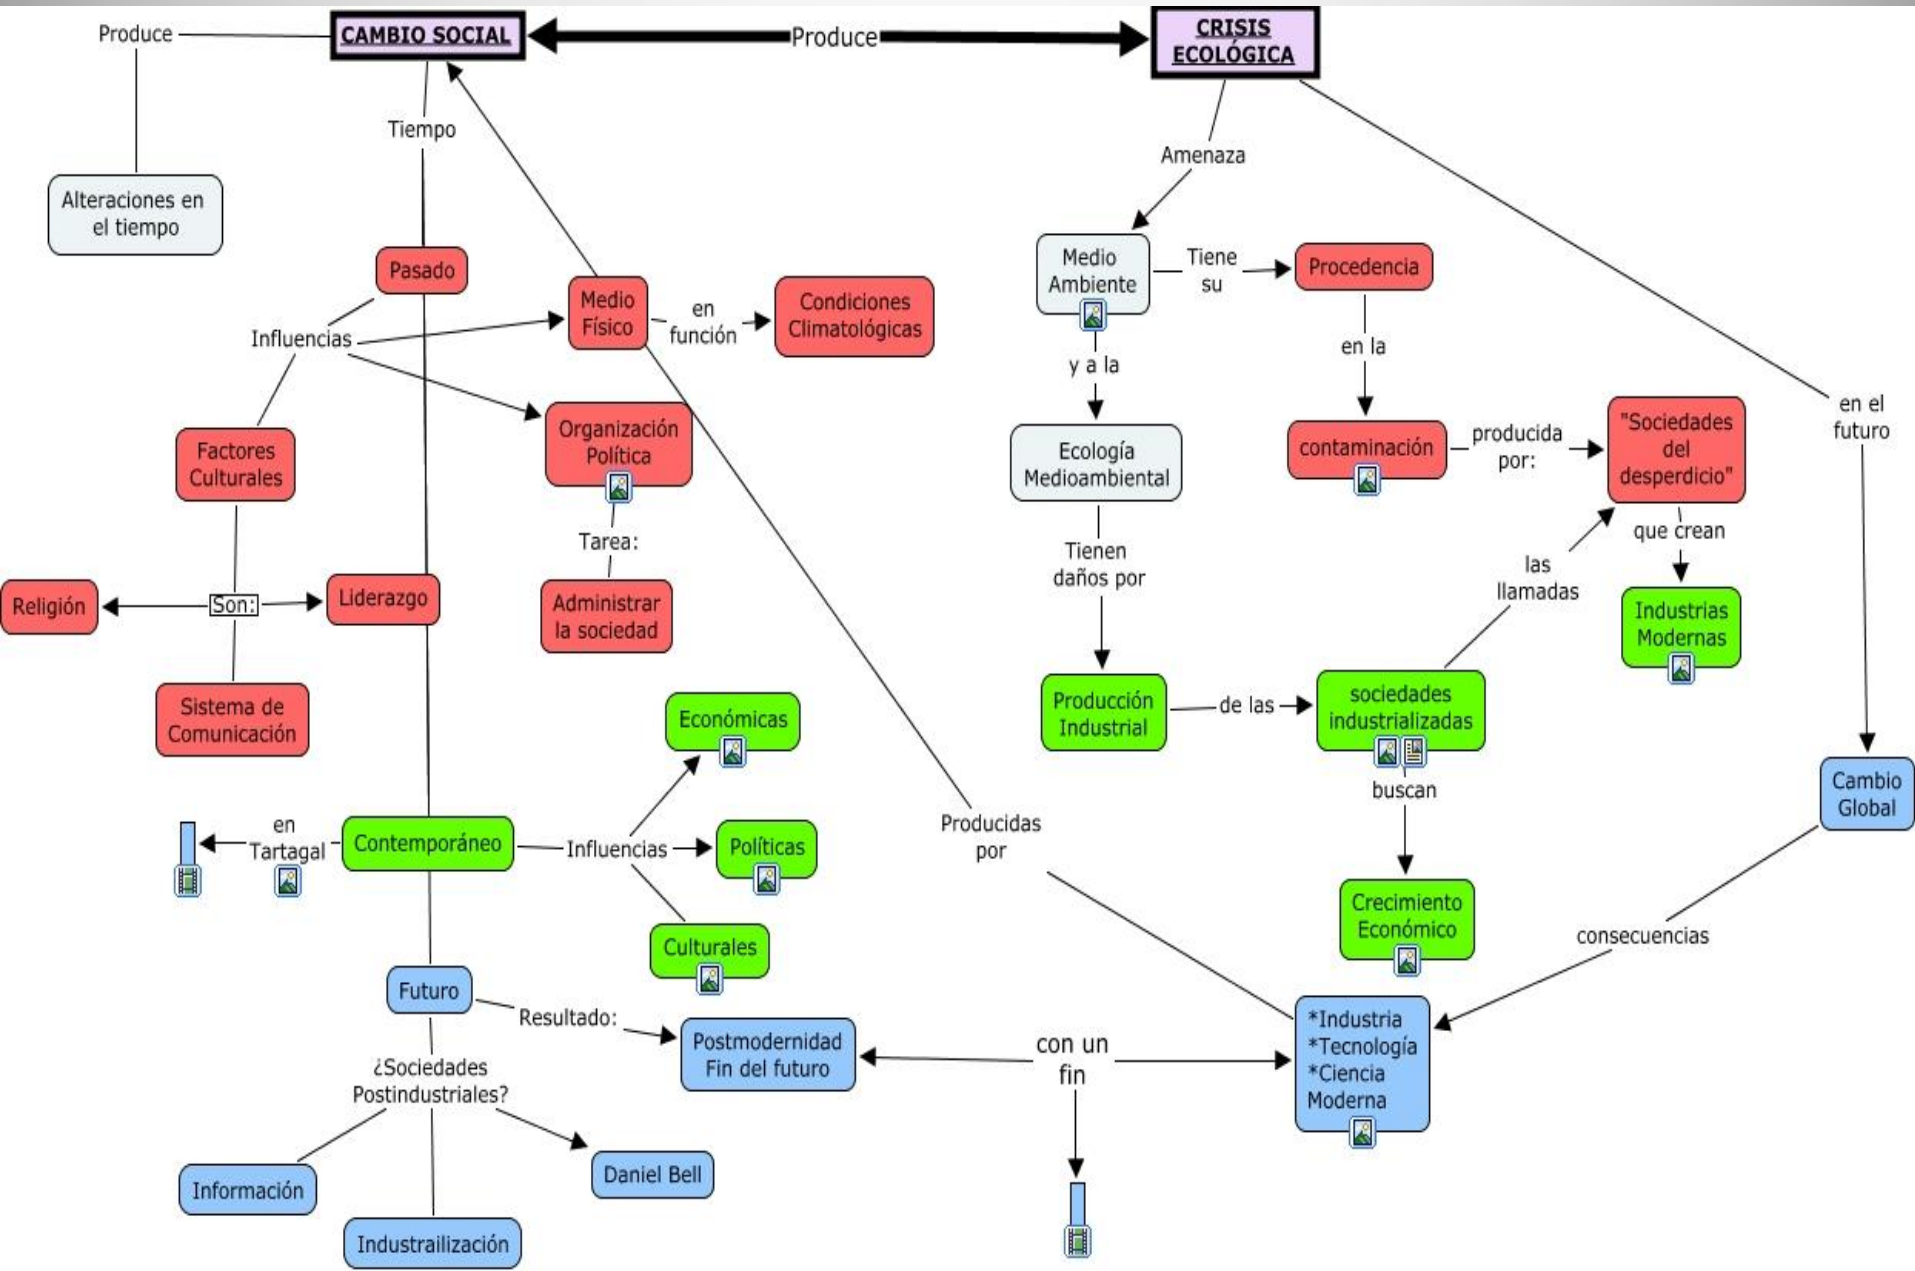 Produce
CAMBIO SOCIAL
Produce
CRISIS
ECOLÓGICA
Tiempo
Amenaza
Alteraciones en
el tiempo
Pasado
Medio
Ambiente
Tiene
su
Procedencia
Influencias
Medio
Físico
en
función
Condiciones
Climatológicas
y a la
en la
Factores
Culturales
Organización
Política
Ecología
Medioambiental
contaminación
producida
por:
"Sociedades
del
desperdicio"
en el
futuro
Tarea:
Tienen
daños por
las
llamadas
que crean
Religión
Son:
Liderazgo
Administrar
la sociedad
Industrias
Modernas
Sistema de
Comunicación
Económicas
Producción
Industrial
de las
sociedades
industrializadas
buscan
Cambio
Global
en
Tartagal
Contemporáneo
Influencias
Políticas
Producidas
por
Culturales
Crecimiento
Económico
consecuencias
Futuro
Resultado:
Postmodernidad
Fin del futuro
con un
fin
*Industria
*Tecnología
*Ciencia
Moderna
¿Sociedades
Postindustriales?
Información
Daniel Bell
Industrailización